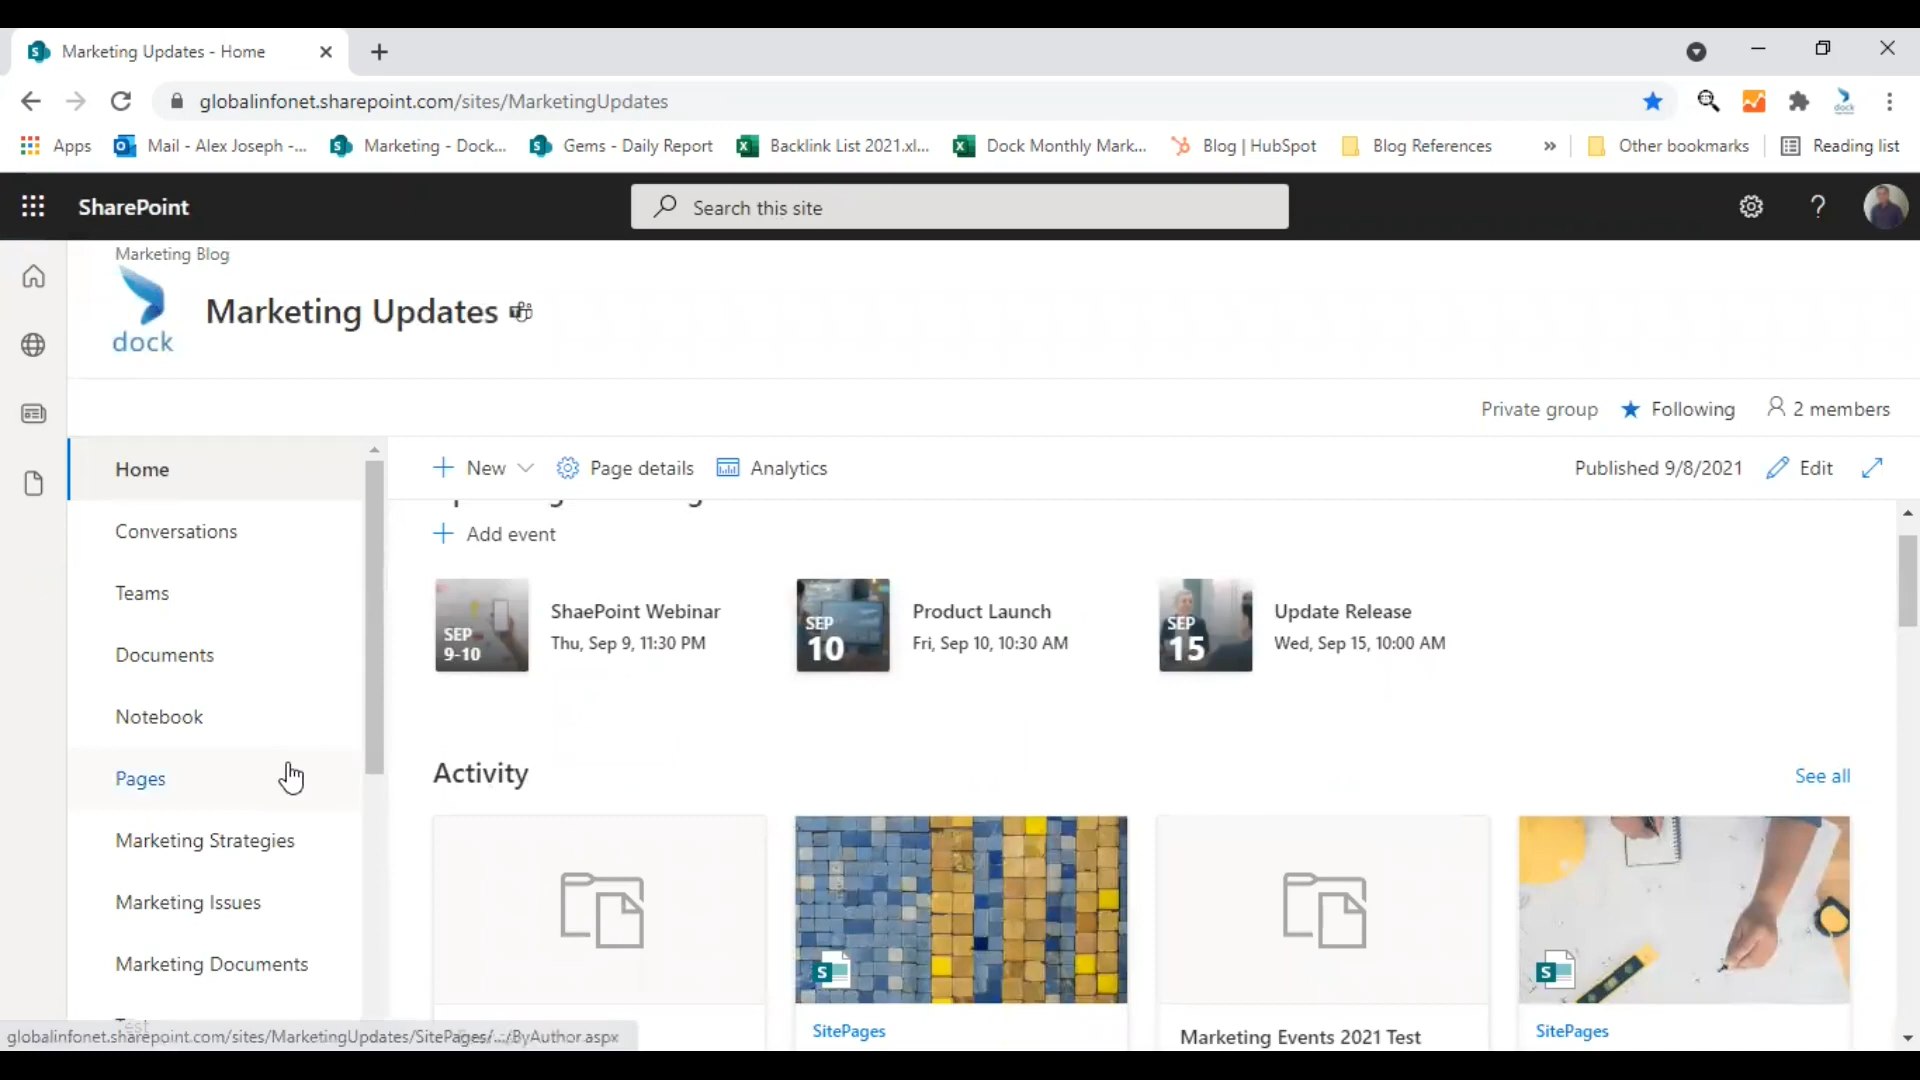 Marketing Updates - Home
globalinfonet.sharepoint.com/sites/MarketingUpdates
Apps
Mail - Alex Joseph -...
Marketing - Dock...
Gems - Daily Report
Backlink List 2021.xl...
Dock Monthly Mark...
Blog | HubSpot
Blog References
»
Other bookmarks
Reading list
SharePoint
Search this site
Marketing Blog
dock
Marketing Updates
Private group
Following
2 members
Home
Conversations
Teams
Documents
Notebook
Pages
Marketing Strategies
Marketing Issues
Marketing Documents
Test
New
Page details
Analytics
Published 9/8/2021
Edit
Add event
SEP
9-10
ShaePoint Webinar
Thu, Sep 9, 11:30 PM
SEP
10
Product Launch
Fri, Sep 10, 10:30 AM
SEP
15
Update Release
Wed, Sep 15, 10:00 AM
Activity
See all
SitePages
Marketing Events 2021 Test
SitePages
globalinfonet.sharepoint.com/sites/MarketingUpdates/SitePages/.../ByAuthor.aspx